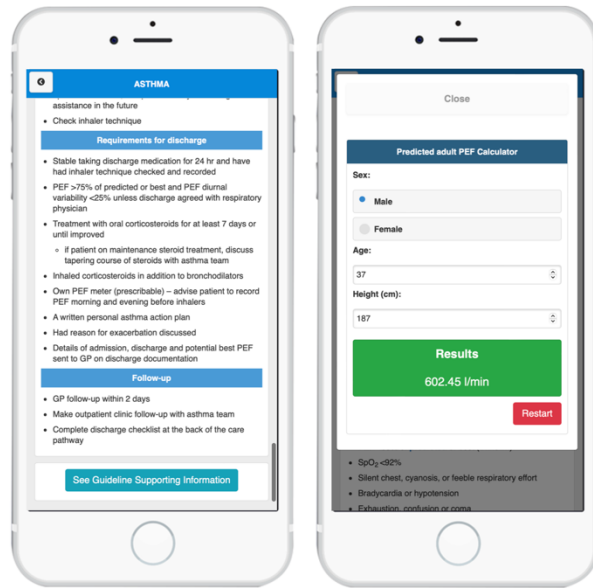 ASTHMA
assistance in the future
• Check inhaler technique
Requirements for discharge
• Stable taking discharge medication for 24 hr and have
had inhaler technique checked and recorded
• PEF >75% of predicted or best and PEF diurnal
variability <25% unless discharge agreed with respiratory
physician
• Treatment with oral corticosteroids for at least 7 days or
until improved
○ if patient on maintenance steroid treatment, discuss
tapering course of steroids with asthma team
• Inhaled corticosteroids in addition to bronchodilators
• Own PEF meter (prescribable) – advise patient to record
PEF morning and evening before inhalers
• A written personal asthma action plan
• Had reason for exacerbation discussed
• Details of admission, discharge and potential best PEF
sent to GP on discharge documentation
Follow-up
• GP follow-up within 2 days
• Make outpatient clinic follow-up with asthma team
• Complete discharge checklist at the back of the care
pathway
See Guideline Supporting Information
Close
Predicted adult PEF Calculator
Sex:
Male
Female
Age:
37
Height (cm):
187
Results
602.45 l/min
Restart
• SpO₂ <92%
• Silent chest, cyanosis, or feeble respiratory effort
• Bradycardia or hypotension
• Exhaustion, confusion or coma